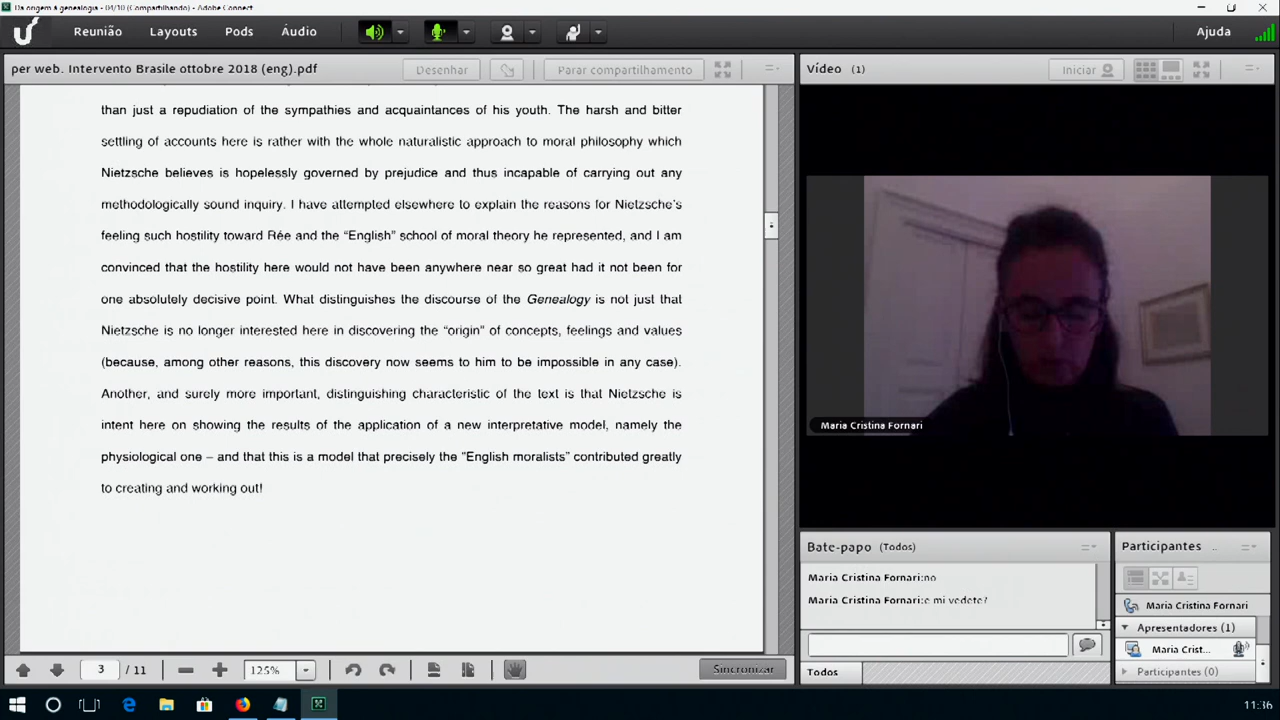 Da origem à genealogia - 04/10 (Compartilhando) - Adobe Connect
Reunião Layouts Pods Áudio Ajuda
per web. Intervento Brasile ottobre 2018 (eng).pdf
Desenhar
Parar compartilhamento
than just a repudiation of the sympathies and acquaintances of his youth. The harsh and bitter
settling of accounts here is rather with the whole naturalistic approach to moral philosophy which
Nietzsche believes is hopelessly governed by prejudice and thus incapable of carrying out any
methodologically sound inquiry. I have attempted elsewhere to explain the reasons for Nietzsche’s
feeling such hostility toward Rée and the “English” school of moral theory he represented, and I am
convinced that the hostility here would not have been anywhere near so great had it not been for
one absolutely decisive point. What distinguishes the discourse of the Genealogy is not just that
Nietzsche is no longer interested here in discovering the “origin” of concepts, feelings and values
(because, among other reasons, this discovery now seems to him to be impossible in any case).
Another, and surely more important, distinguishing characteristic of the text is that Nietzsche is
intent here on showing the results of the application of a new interpretative model, namely the
physiological one – and that this is a model that precisely the “English moralists” contributed greatly
to creating and working out!
3 / 11
125%
Sincronizar
Vídeo (1)
Iniciar
Maria Cristina Fornari
Bate-papo (Todos)
Maria Cristina Fornari:no
Maria Cristina Fornari:e mi vedete?
Todos
Participantes ..
Maria Cristina Fornari
Apresentadores (1)
Maria Crist...
Participantes (0)
11:36